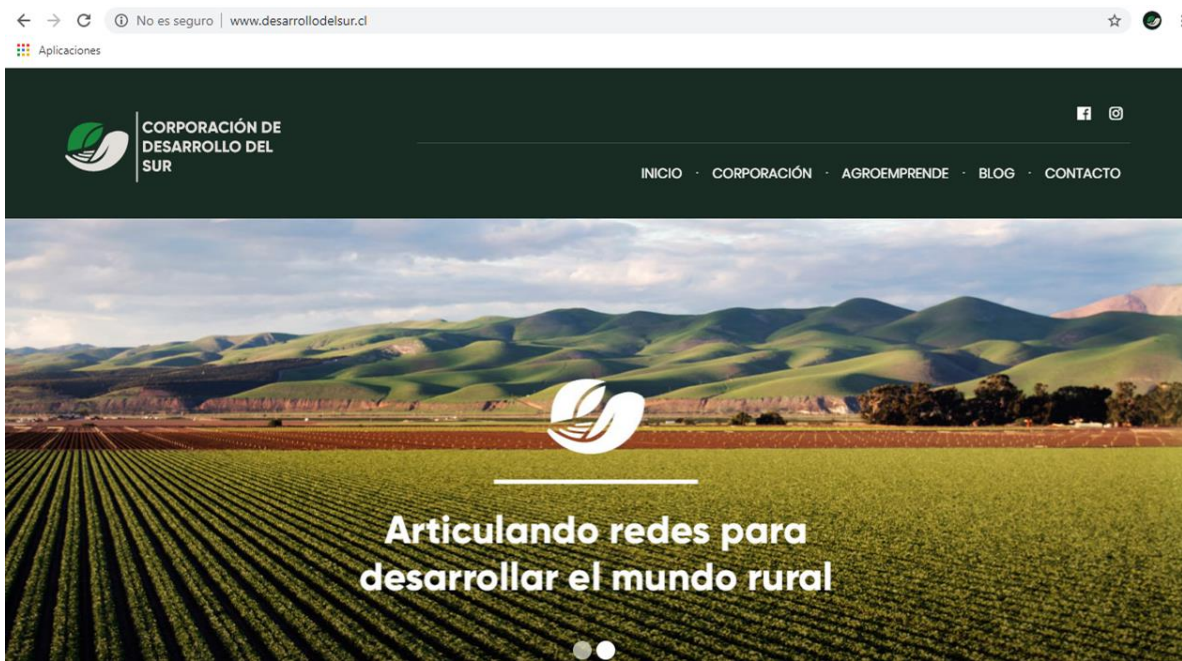 No es seguro | www.desarrollodelsur.cl
Aplicaciones
CORPORACIÓN DE
DESARROLLO DEL
SUR
INICIO · CORPORACIÓN · AGROEMPRENDE · BLOG · CONTACTO
Articulando redes para
desarrollar el mundo rural